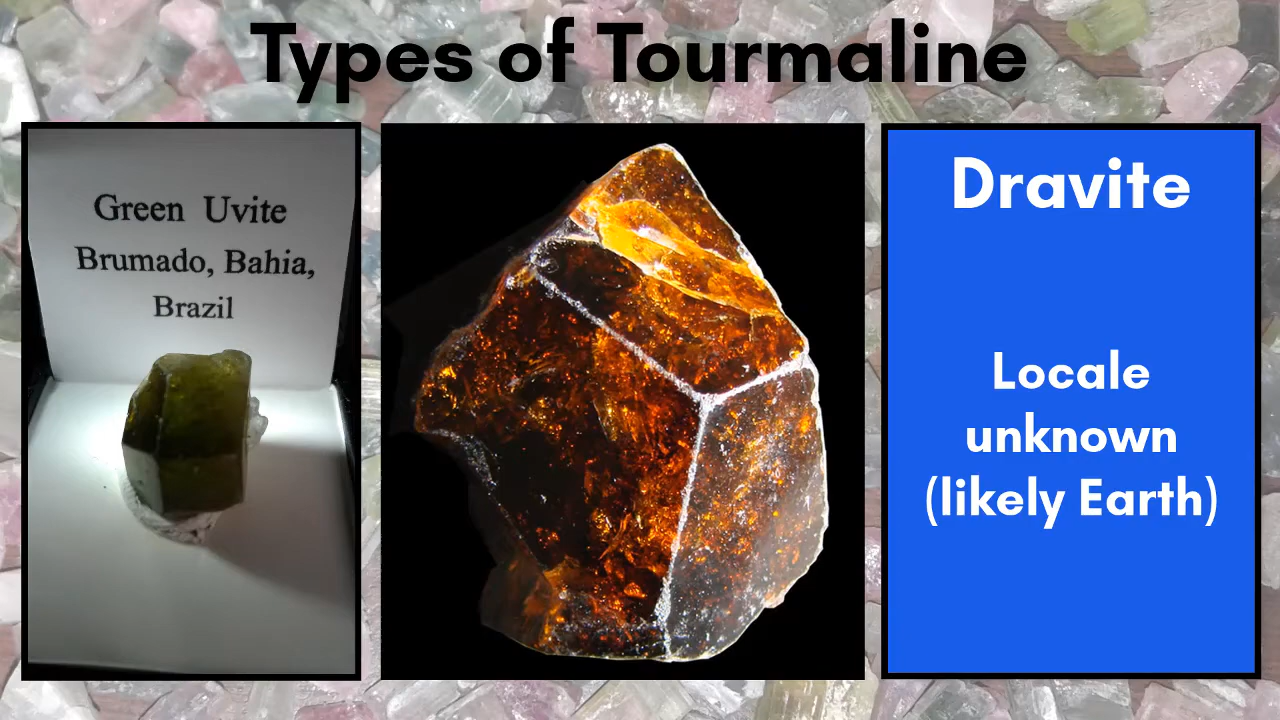 Types of Tourmaline
Green Uvite
Brumado, Bahia,
Brazil
Dravite
Locale
unknown
(likely Earth)